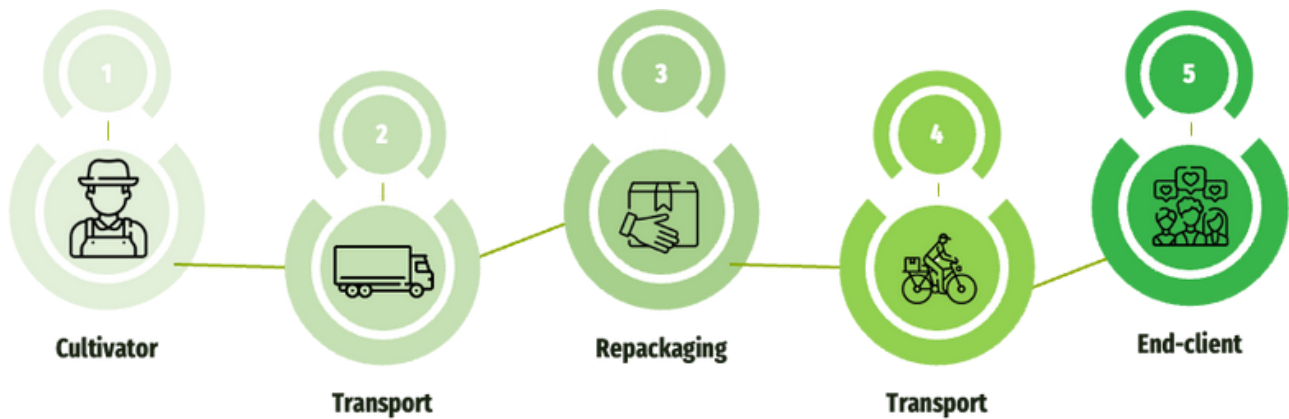 1
Cultivator
2
Transport
3
Repackaging
4
Transport
5
End-client